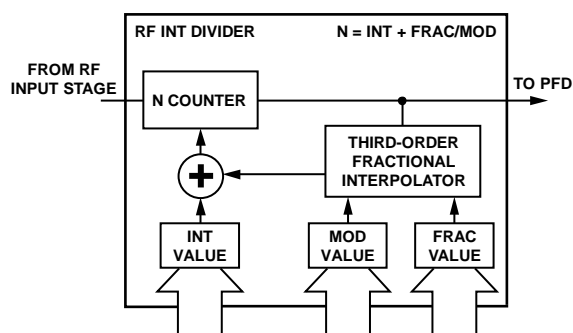 RF INT DIVIDER
N = INT + FRAC/MOD
FROM RF
INPUT STAGE
TO PFD
N COUNTER
THIRD-ORDER
FRACTIONAL
INTERPOLATOR
+
INT
VALUE
MOD
VALUE
FRAC
VALUE